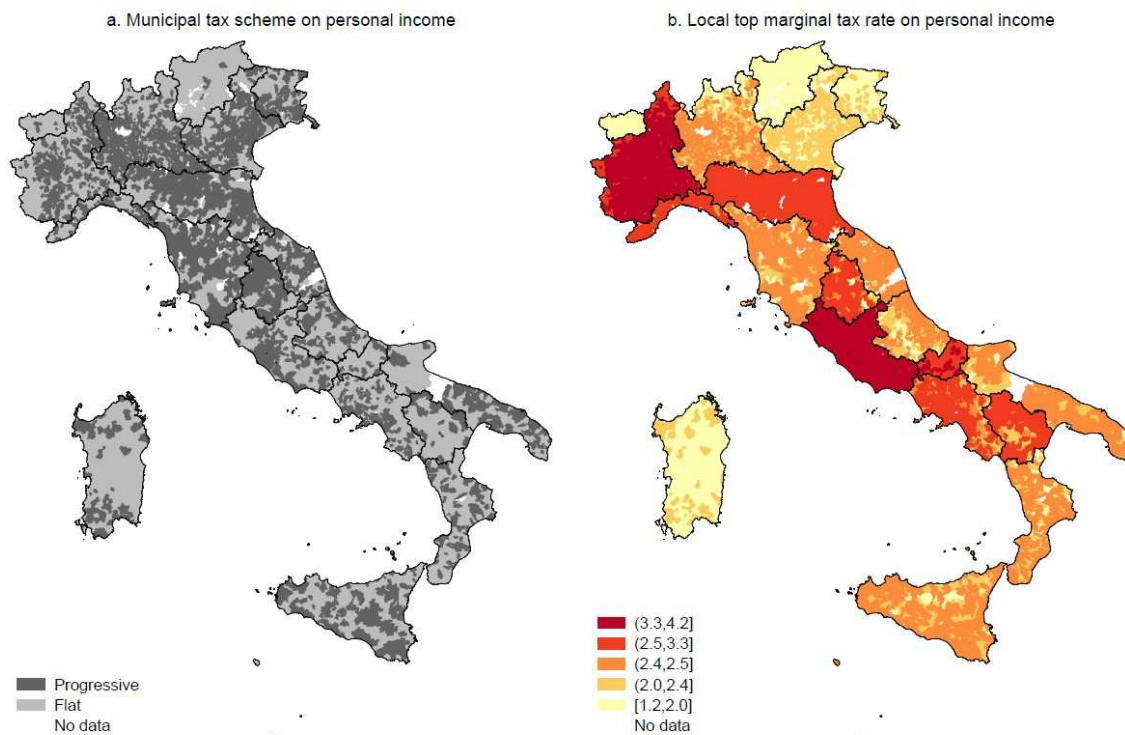 a. Municipal tax scheme on personal income
b. Local top marginal tax rate on personal income
Progressive
Flat
No data
(3.3,4.2]
(2.5,3.3]
(2.4,2.5]
(2.0,2.4]
[1.2,2.0]
No data